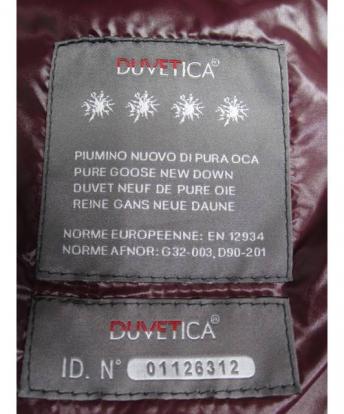 DUVETICA®
PIUMINO NUOVO DI PURA OCA
PURE GOOSE NEW DOWN
DUVET NEUF DE PURE OIE
REINE GANS NEUE DAUNE
NORME EUROPEENNE: EN 12934
NORME AFNOR: G32-003, D90-201
DUVETICA®
ID. N° 01126312